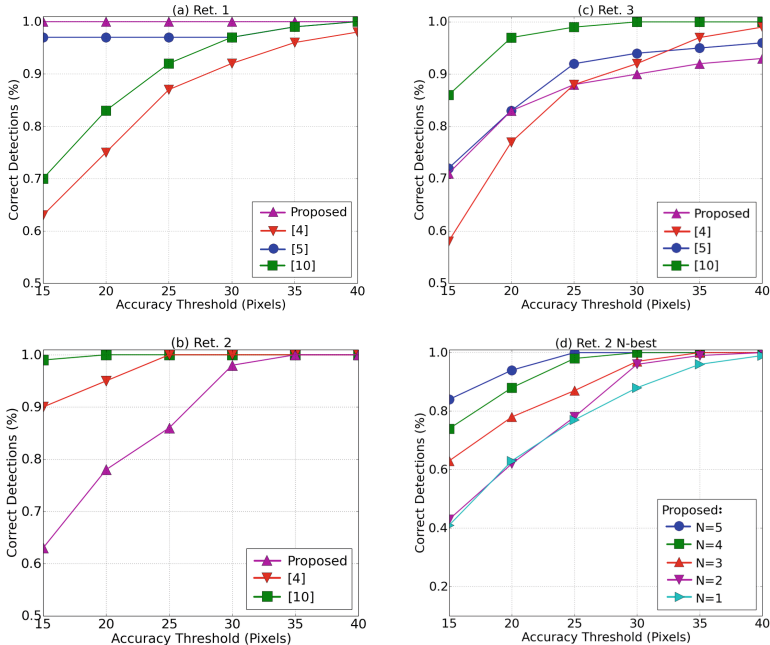 (a) Ret. 1
Correct Detections (%)
1.0
0.9
0.8
0.7
0.6
0.5
15 20 25 30 35 40
Accuracy Threshold (Pixels)
Proposed
[4]
[5]
[10]
(c) Ret. 3
Correct Detections (%)
1.0
0.9
0.8
0.7
0.6
0.5
15 20 25 30 35 40
Accuracy Threshold (Pixels)
Proposed
[4]
[5]
[10]
(b) Ret. 2
Correct Detections (%)
1.0
0.9
0.8
0.7
0.6
0.5
15 20 25 30 35 40
Accuracy Threshold (Pixels)
Proposed
[4]
[10]
(d) Ret. 2 N-best
Correct Detections (%)
1.0
0.8
0.6
0.4
0.2
15 20 25 30 35 40
Accuracy Threshold (Pixels)
Proposed:
N=5
N=4
N=3
N=2
N=1